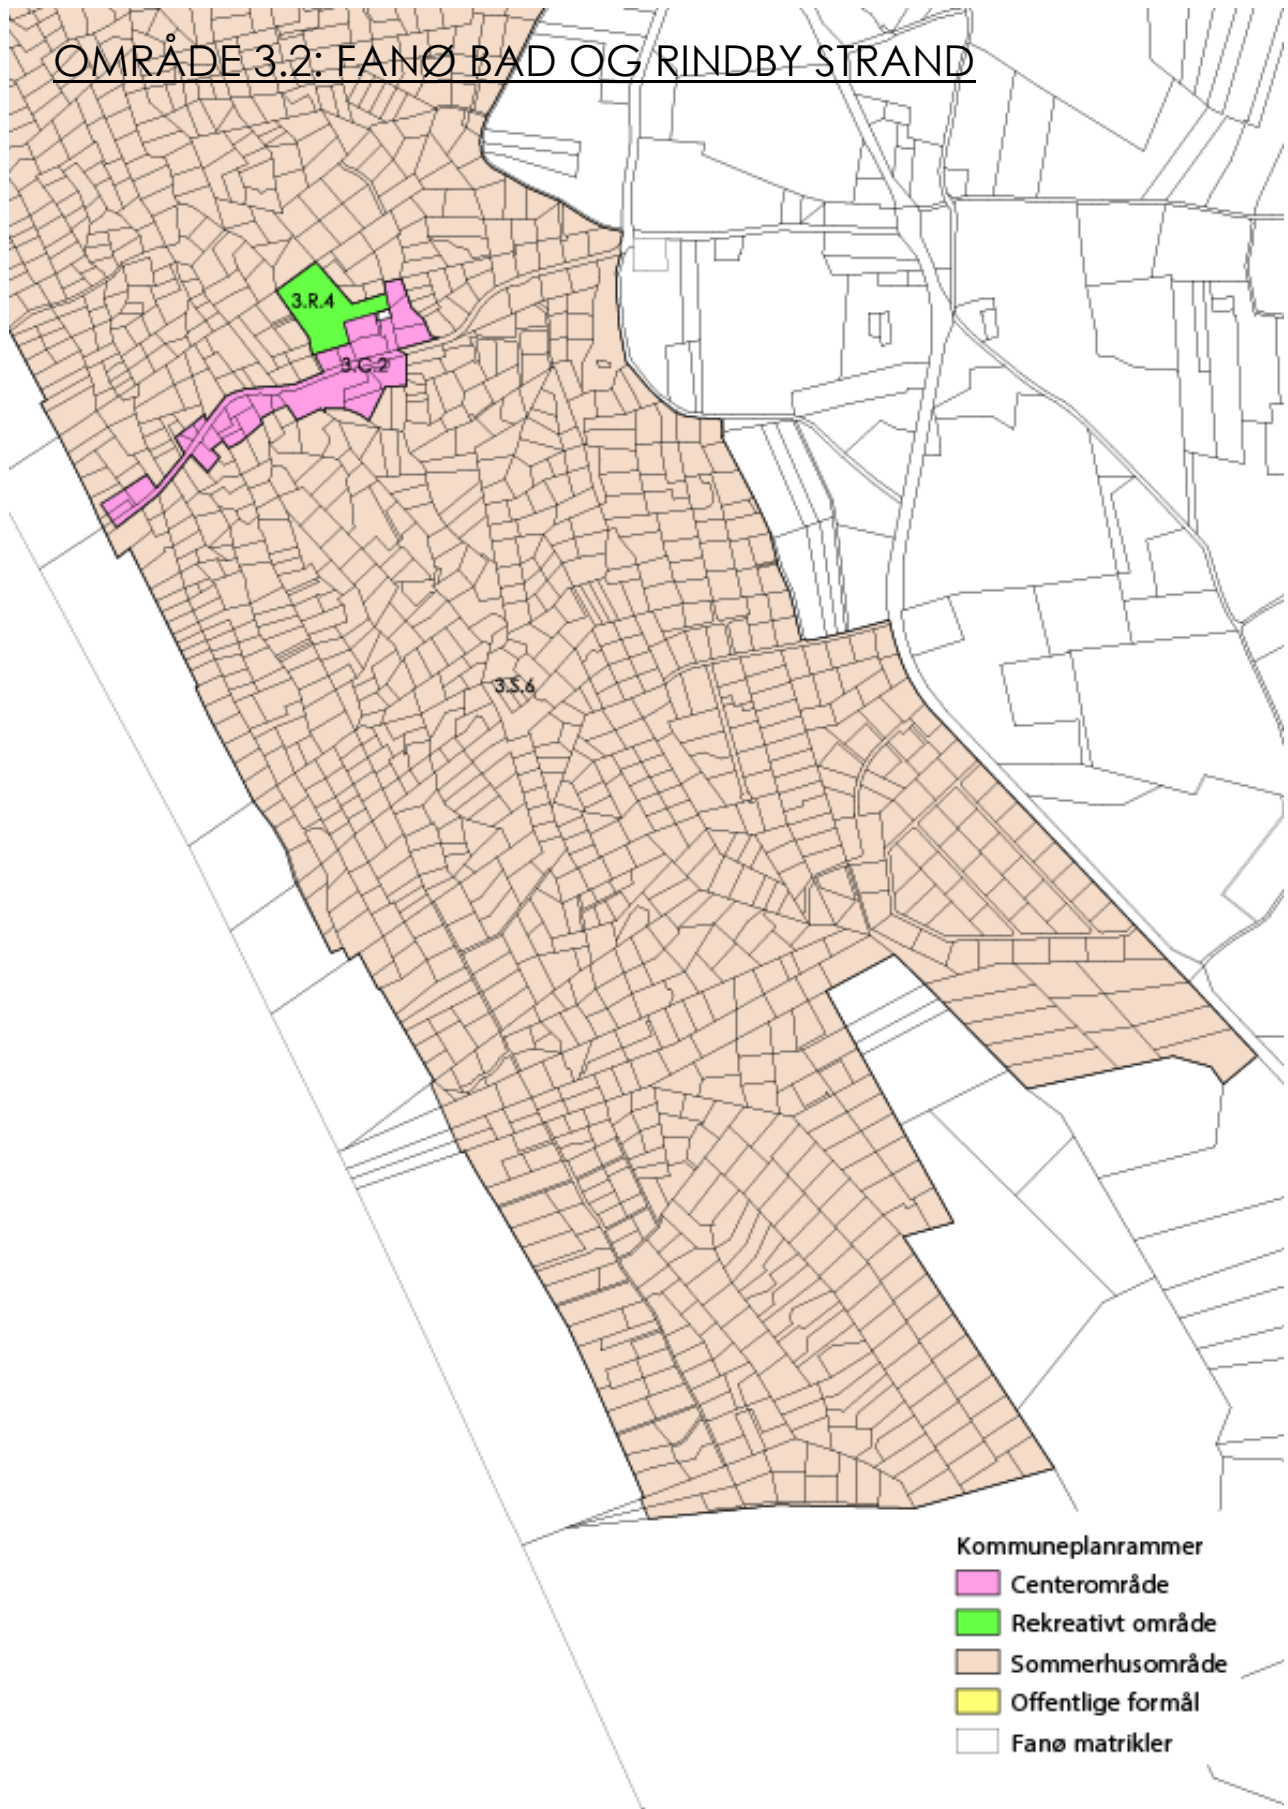 OMRÅDE 3.2: FANØ BAD OG RINDBY STRAND
3.R.4
3.C.2
3.S.6
Kommuneplanrammer
Centerområde
Rekreativt område
Sommerhusområde
Offentlige formål
Fanø matrikler